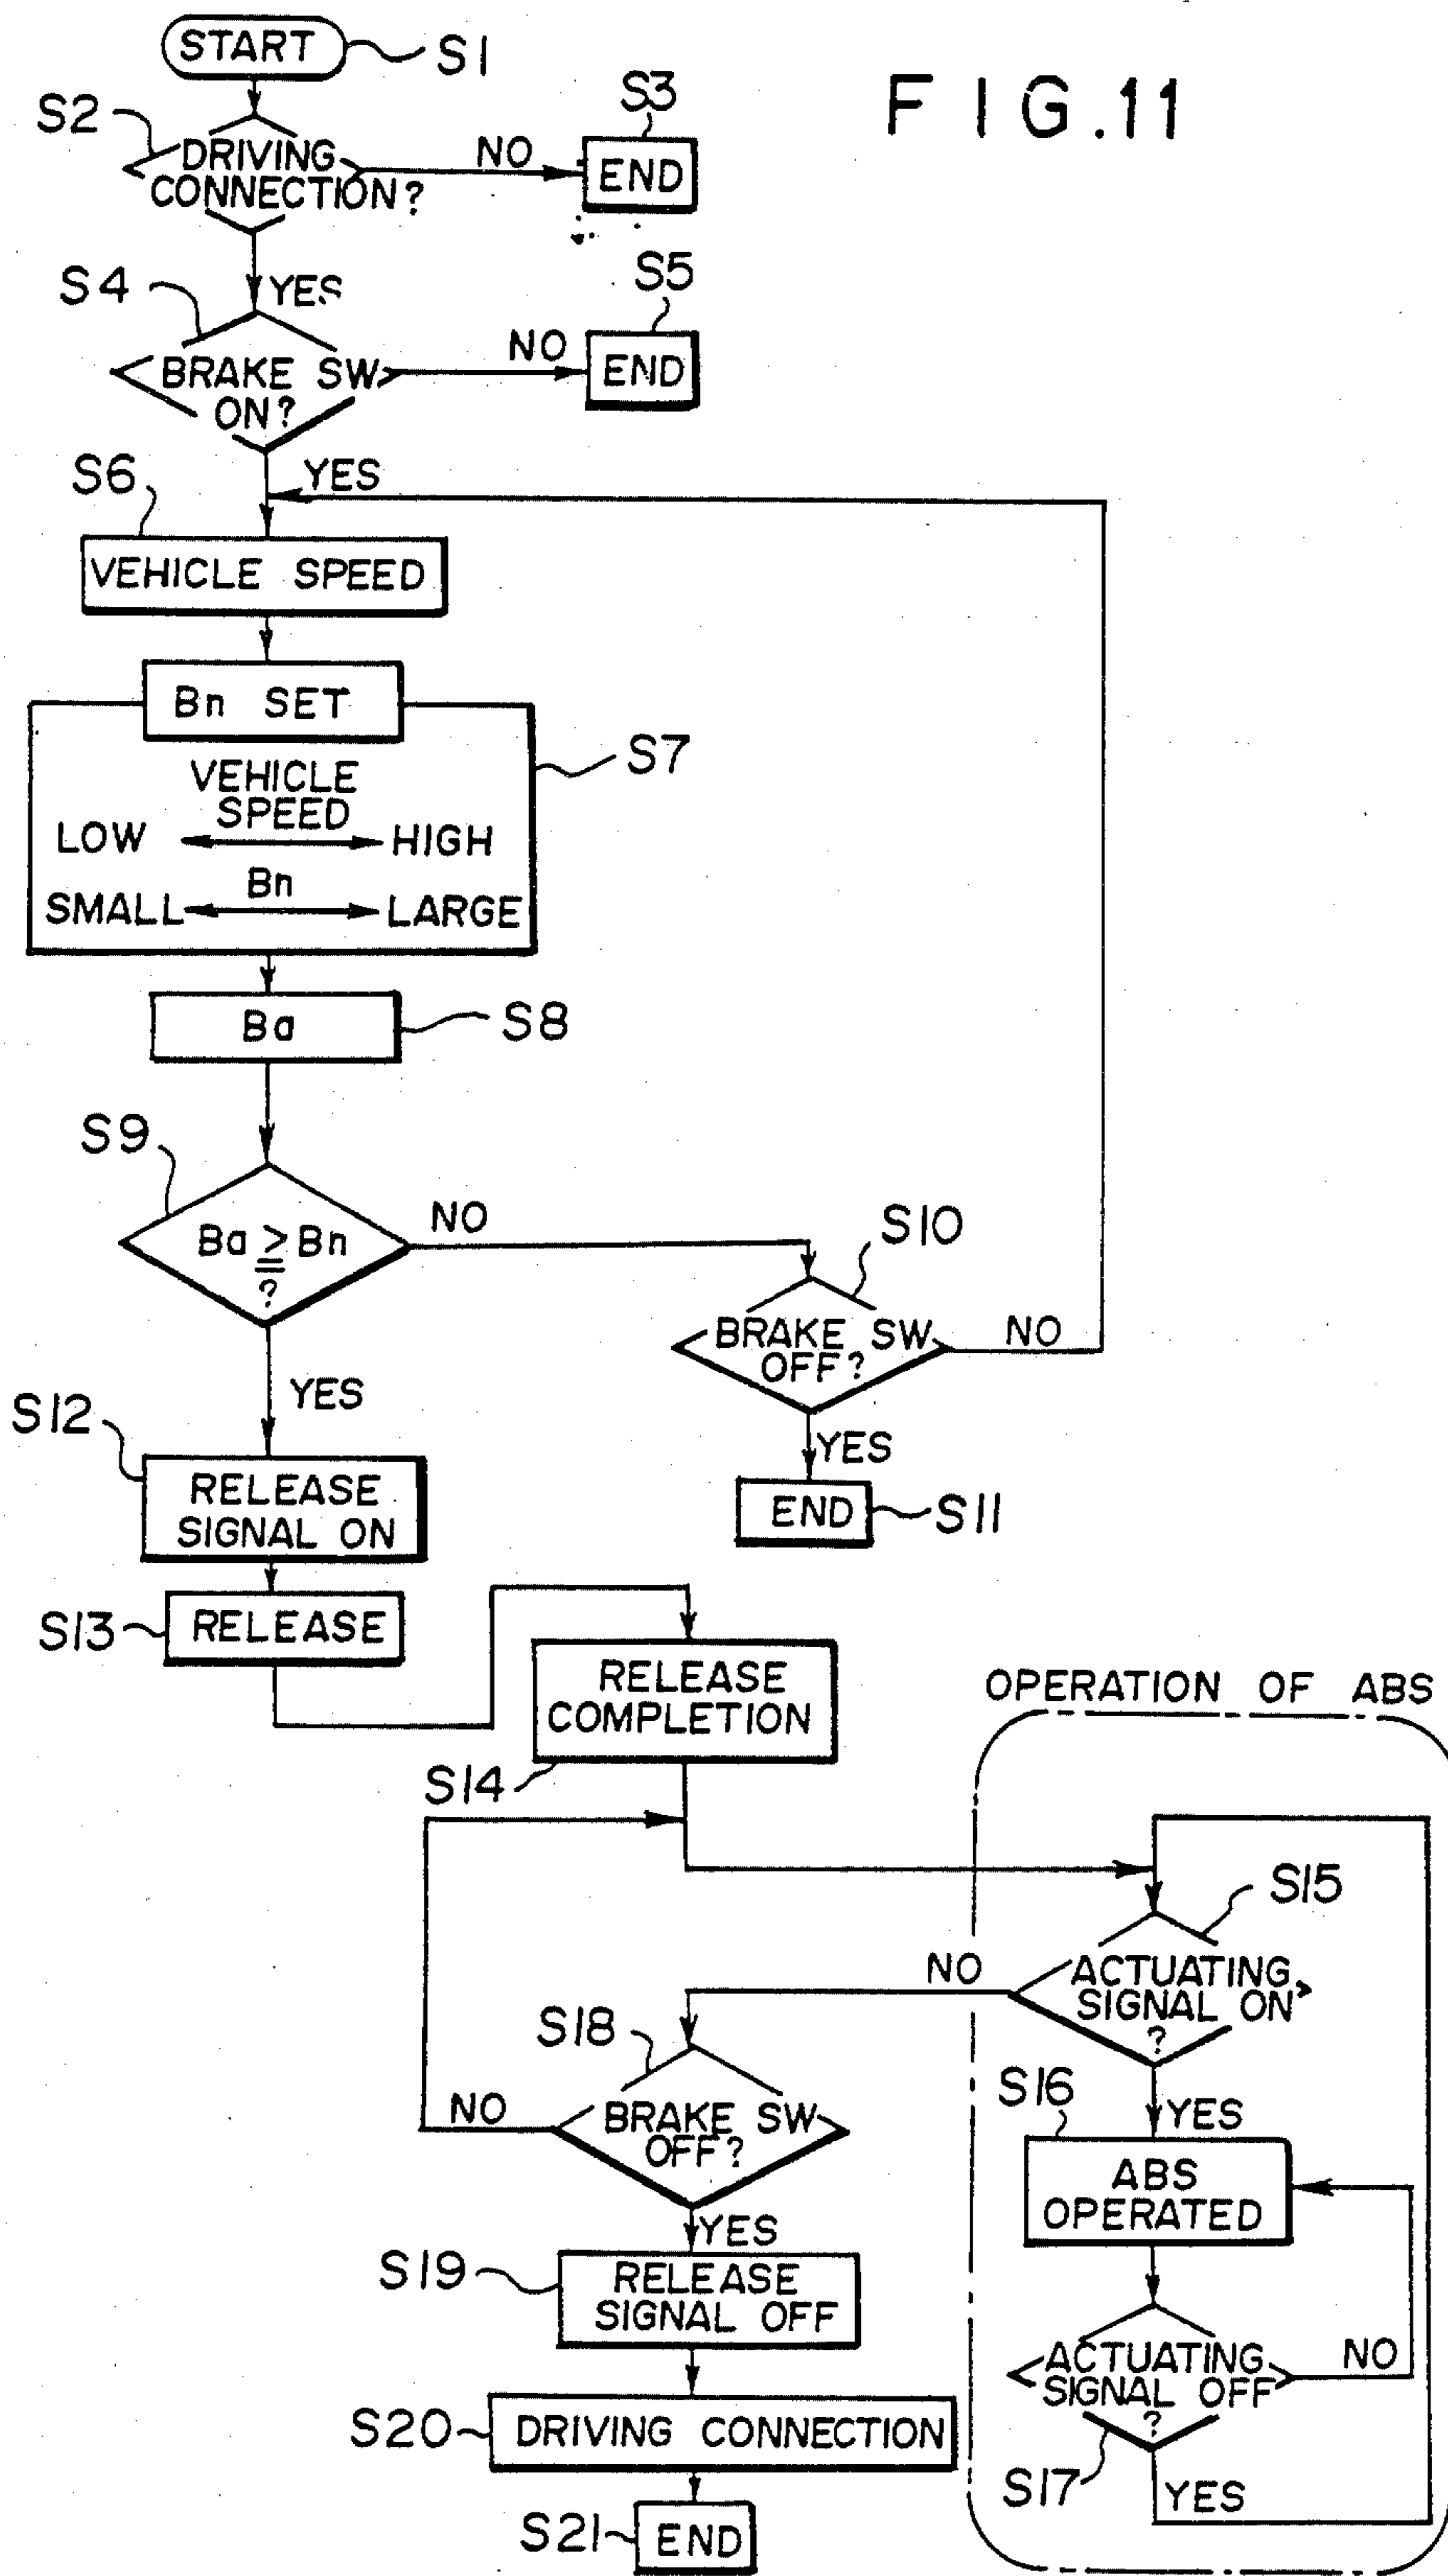 START
S1
FIG.11
S2
DRIVING
CONNECTION?
NO
S3
END
YES
S4
BRAKE SW
ON?
NO
S5
END
YES
S6
VEHICLE SPEED
Bn SET
S7
VEHICLE
SPEED
LOW
HIGH
Bn
SMALL
LARGE
Ba
S8
S9
Ba ≧ Bn
?
NO
S10
BRAKE SW
OFF?
NO
YES
END
S11
YES
S12
RELEASE
SIGNAL ON
S13
RELEASE
RELEASE
COMPLETION
S14
OPERATION OF ABS
S15
ACTUATING
SIGNAL ON
?
NO
YES
S16
ABS
OPERATED
ACTUATING
SIGNAL OFF
?
NO
S17
YES
S18
BRAKE SW
OFF?
NO
YES
S19
RELEASE
SIGNAL OFF
S20
DRIVING CONNECTION
S21
END